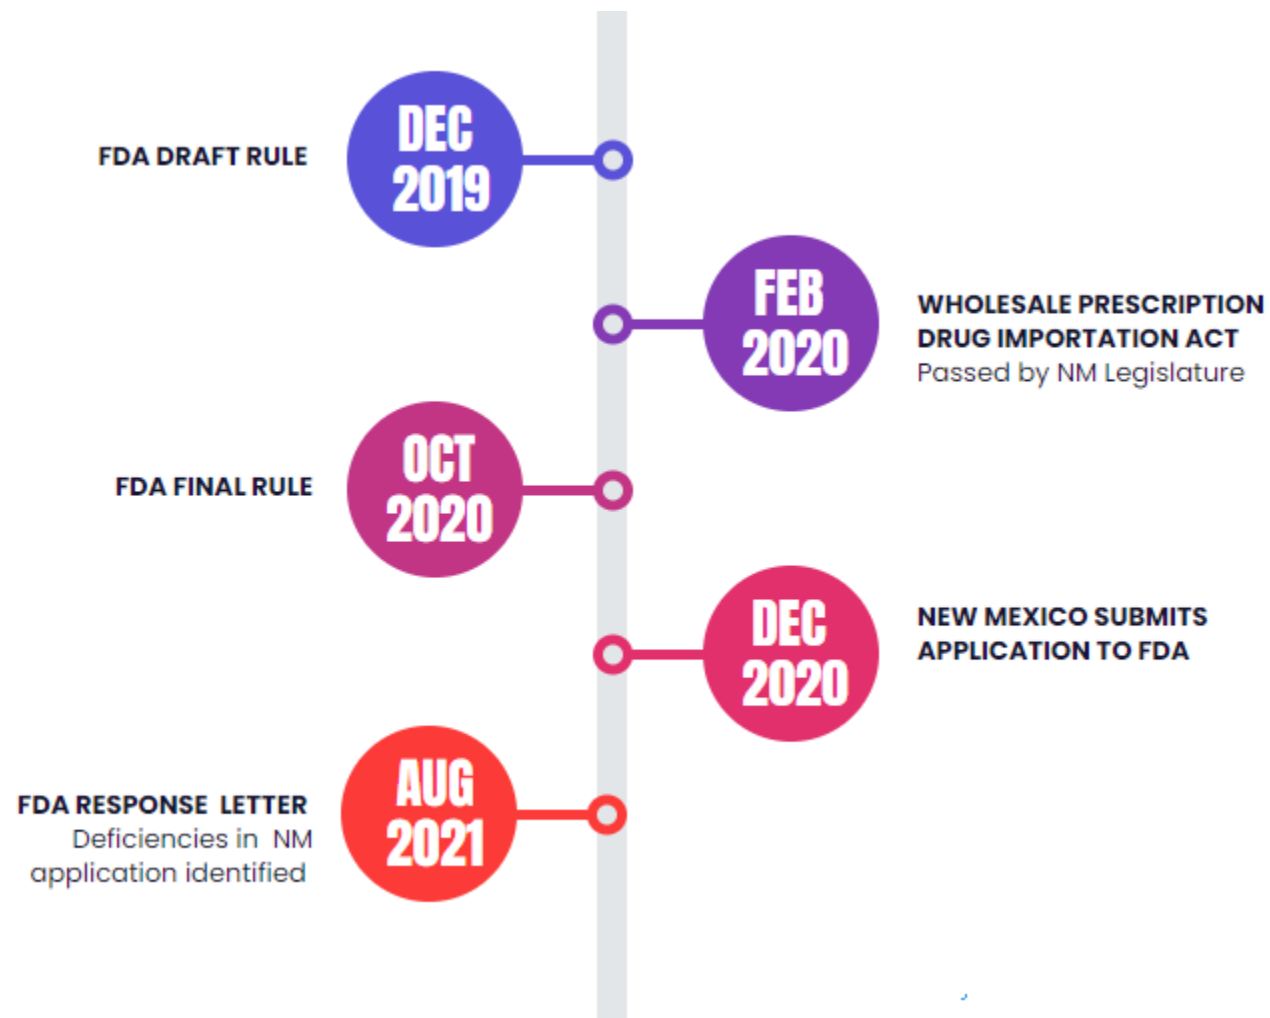 FDA DRAFT RULE
DEC
2019
FEB
2020
WHOLESALE PRESCRIPTION
DRUG IMPORTATION ACT
Passed by NM Legislature
FDA FINAL RULE
OCT
2020
DEC
2020
NEW MEXICO SUBMITS
APPLICATION TO FDA
AUG
2021
FDA RESPONSE LETTER
Deficiencies in NM
application identified